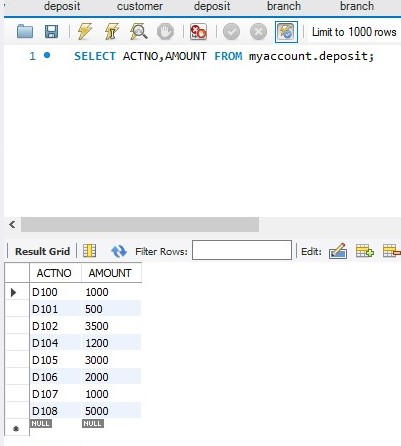 deposit customer deposit branch branch
Limit to 1000 rows
1 SELECT ACTNO,AMOUNT FROM myaccount.deposit;
Result Grid Filter Rows: Edit:
ACTNO AMOUNT
D100 1000
D101 500
D102 3500
D104 1200
D105 3000
D106 2000
D107 1000
D108 5000
NULL NULL